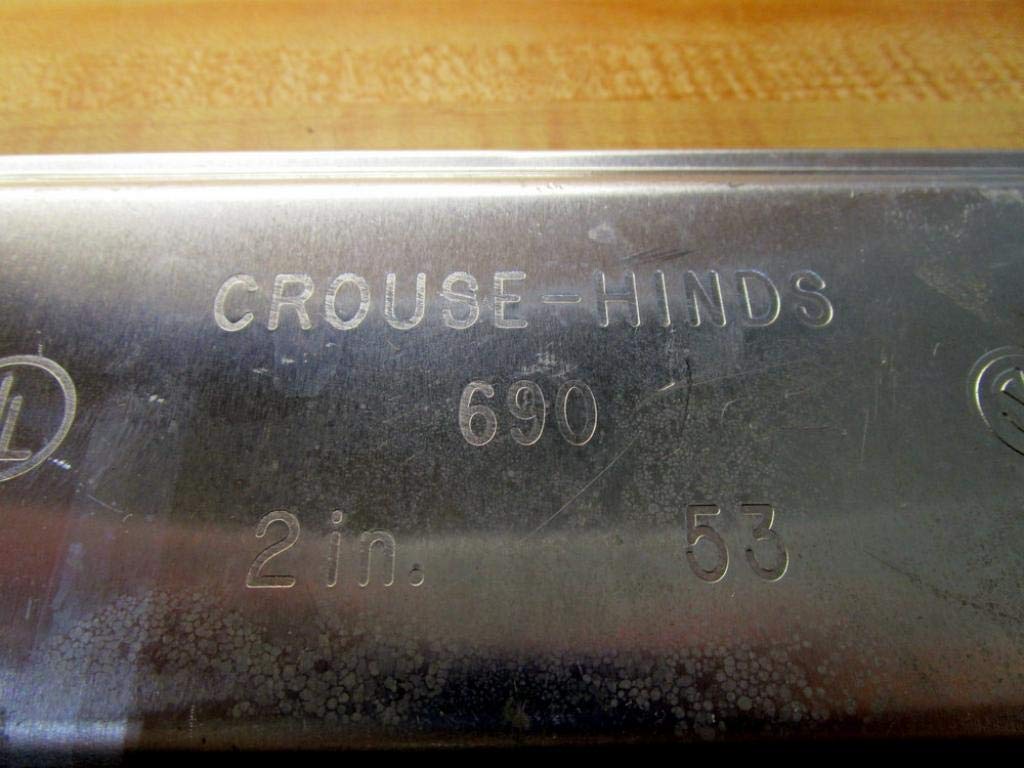 CROUSE-HINDS
690
2 in. 53